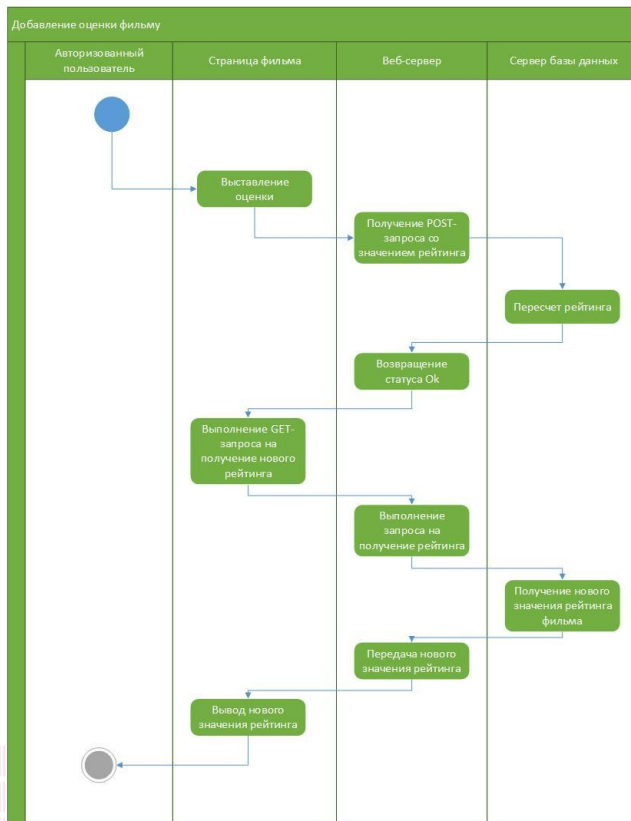 Добавление оценки фильму
Авторизованный
пользователь
Страница фильма
Веб-сервер
Сервер базы данных
Выставление
оценки
Получение POST-
запроса со
значением рейтинга
Пересчет рейтинга
Возвращение
статуса Ok
Выполнение GET-
запроса на
получение нового
рейтинга
Выполнение
запроса на
получение рейтинга
Получение нового
значения рейтинга
фильма
Передача нового
значения рейтинга
Вывод нового
значения рейтинга